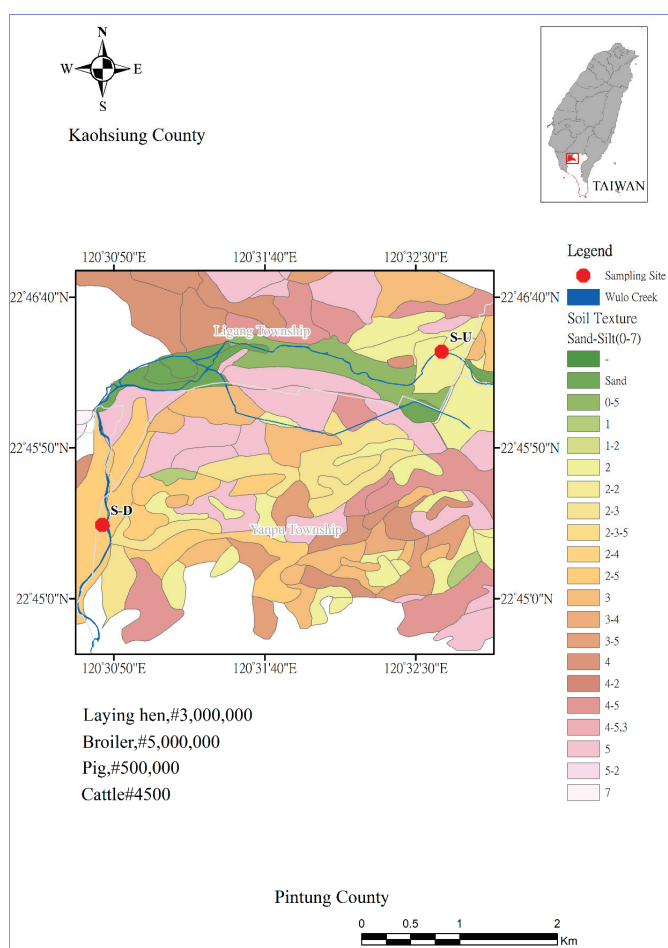 N
W E
S
Kaohsiung County
TAIWAN
120°30'50"E 120°31'40"E 120°32'30"E
22°46'40"N 22°46'40"N
Ligang Township
S-U
22°45'50"N 22°45'50"N
S-D
Yanpu Township
22°45'0"N 22°45'0"N
120°30'50"E 120°31'40"E 120°32'30"E
Legend
Sampling Site
Wulo Creek
Soil Texture
Sand-Silt(0-7)
-
Sand
0-5
1
1-2
2
2-2
2-3
2-3-5
2-4
2-5
3
3-4
3-5
4
4-2
4-5
4-5,3
5
5-2
7
Laying hen,#3,000,000
Broiler,#5,000,000
Pig,#500,000
Cattle#4500
Pintung County
0 0.5 1 2
Km